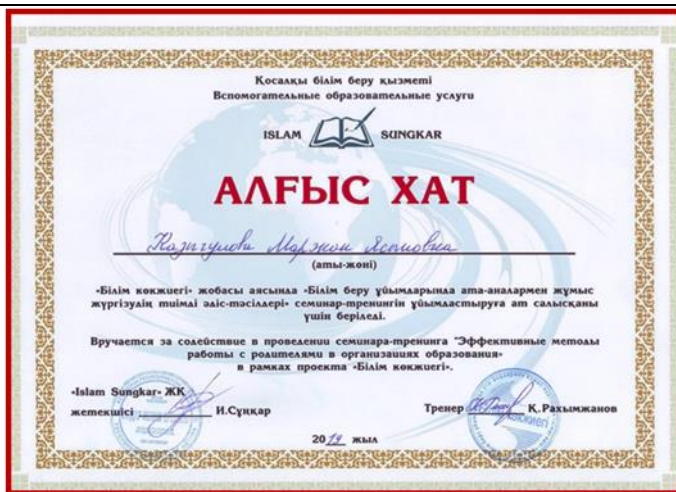 Қосалқы білім беру қызметі
Вспомогательные образовательные услуги
ISLAM SUNGKAR
АЛҒЫС ХАТ
Маржан
(аты-жөні)
«Білім көкжиегі» жобасы аясында «Білім беру ұйымдарында ата-аналармен жұмыс
жүргізудің тиімді әдіс-тәсілдері» семинар-тренингін ұйымдастыруға ат салысқаны
үшін беріледі.
Вручается за содействие в проведении семинара-тренинга "Эффективные методы
работы с родителями в организациях образования»
в рамках проекта «Білім көкжиегі».
«Islam Sungkar» ЖК
жетекшісі И.Сұңқар
Тренер Қ.Рахымжанов
2019 жыл